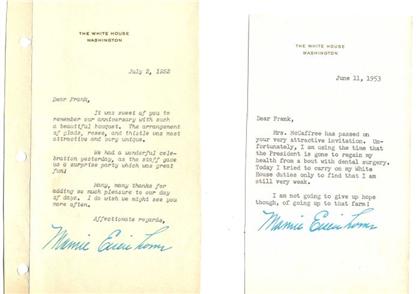 THE WHITE HOUSE
WASHINGTON
July 2, 1958
Dear Frank,
It was sweet of you to
remember our anniversary with such
a beautiful bouquet. The arrangement
of glads, roses, and thistle was most
attractive and very unique.
We had a wonderful cele-
bration yesterday, as the staff gave
us a surprise party which was great
fun!
Many, many thanks for
adding so much pleasure to our day
of days. I do wish we might see you
more often.
Affectionate regards,
Mamie Eisenhower
THE WHITE HOUSE
WASHINGTON
June 11, 1953
Dear Frank,
Mrs. McCaffree has passed on
your very attractive invitation. Un-
fortunately, I am using the time that
the President is gone to regain my
health from a bout with dental surgery.
Today I tried to carry on my White
House duties only to find that I am
still very weak.
I am not going to give up hope
though, of going up to that farm!
Mamie Eisenhower